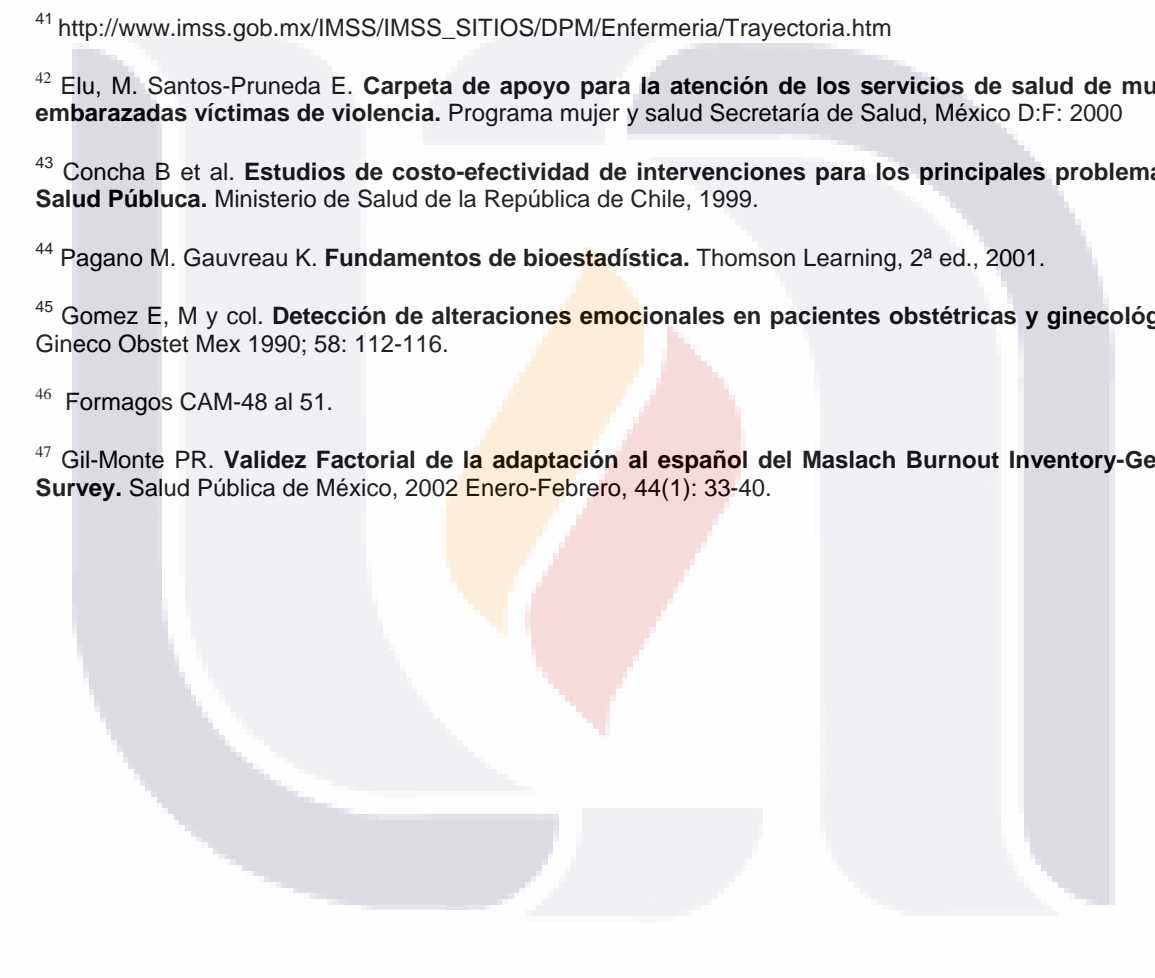 41 http://www.imss.gob.mx/IMSS/IMSS_SITIOS/DPM/Enfermeria/Trayectoria.htm
42 Elu, M. Santos-Pruneda E. Carpeta de apoyo para la atención de los servicios de salud de mu
embarazadas víctimas de violencia. Programa mujer y salud Secretaría de Salud, México D:F: 2000
43 Concha B et al. Estudios de costo-efectividad de intervenciones para los principales problema
Salud Públuca. Ministerio de Salud de la República de Chile, 1999.
44 Pagano M. Gauvreau K. Fundamentos de bioestadística. Thomson Learning, 2ª ed., 2001.
45 Gomez E, M y col. Detección de alteraciones emocionales en pacientes obstétricas y ginecológ
Gineco Obstet Mex 1990; 58: 112-116.
46 Formagos CAM-48 al 51.
47 Gil-Monte PR. Validez Factorial de la adaptación al español del Maslach Burnout Inventory-Ge
Survey. Salud Pública de México, 2002 Enero-Febrero, 44(1): 33-40.